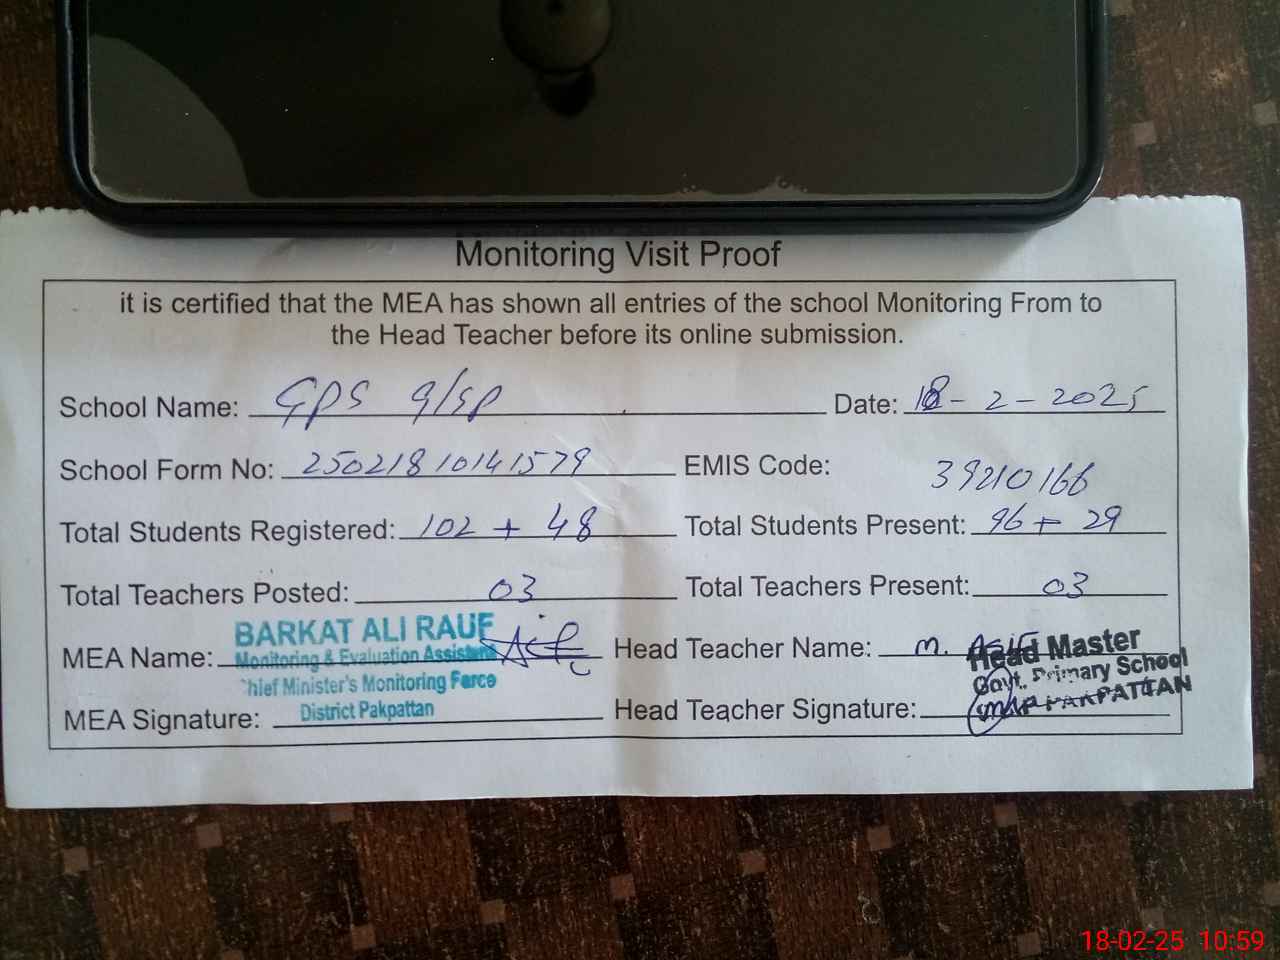 Monitoring Visit Proof
it is certified that the MEA has shown all entries of the school Monitoring From to
the Head Teacher before its online submission.
School Name: GPS 9/SP Date: 18-2-2025
School Form No: 25021810141579 EMIS Code: 39210166
Total Students Registered: 102 + 48 Total Students Present: 96 + 29
Total Teachers Posted: 03 Total Teachers Present: 03
BARKAT ALI RAUF
MEA Name: Monitoring & Evaluation Assistant Head Teacher Name: M. Asif Head Master
Chief Minister's Monitoring Force Govt. Primary School
MEA Signature: District Pakpattan Head Teacher Signature: PAKPATTAN
18-02-25 10:59